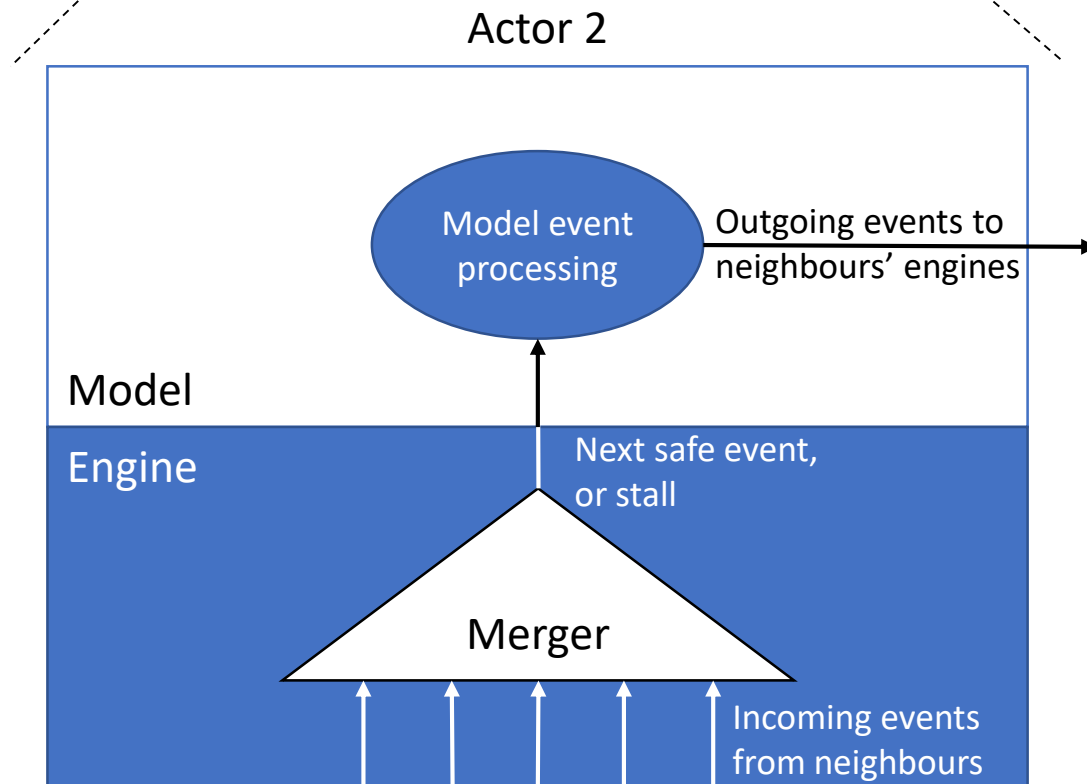 Actor 2
Model event
processing
Outgoing events to
neighbours’ engines
Model
Engine
Next safe event,
or stall
Merger
Incoming events
from neighbours